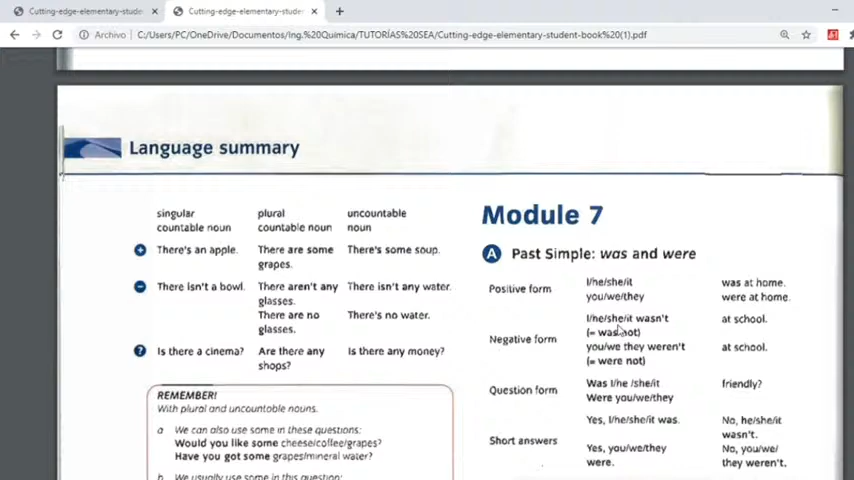 Cutting-edge-elementary-stude
Cutting-edge-elementary-stude
Archivo | C:/Users/PC/OneDrive/Documentos/Ing.%20Quimica/TUTORÍAS%20SEA/Cutting-edge-elementary-student-book%20(1).pdf
Language summary
singular countable noun
plural countable noun
uncountable noun
There's an apple.
There are some grapes.
There's some soup.
There isn't a bowl.
There aren't any glasses.
There isn't any water.
There are no glasses.
There's no water.
? Is there a cinema?
Are there any shops?
Is there any money?
REMEMBER!
With plural and uncountable nouns.
a We can also use some in these questions:
Would you like some cheese/coffee/grapes?
Have you got some grapes/mineral water?
b We usually use some in this question:
Module 7
A Past Simple: was and were
Positive form
I/he/she/it
was at home.
you/we/they
were at home.
Negative form
I/he/she/it wasn't
at school.
(= was not)
you/we they weren't
at school.
(= were not)
Question form
Was I/he /she/it
friendly?
Were you/we/they
Short answers
Yes, I/he/she/it was.
No, he/she/it wasn't.
Yes, you/we/they were.
No, you/we/ they weren't.